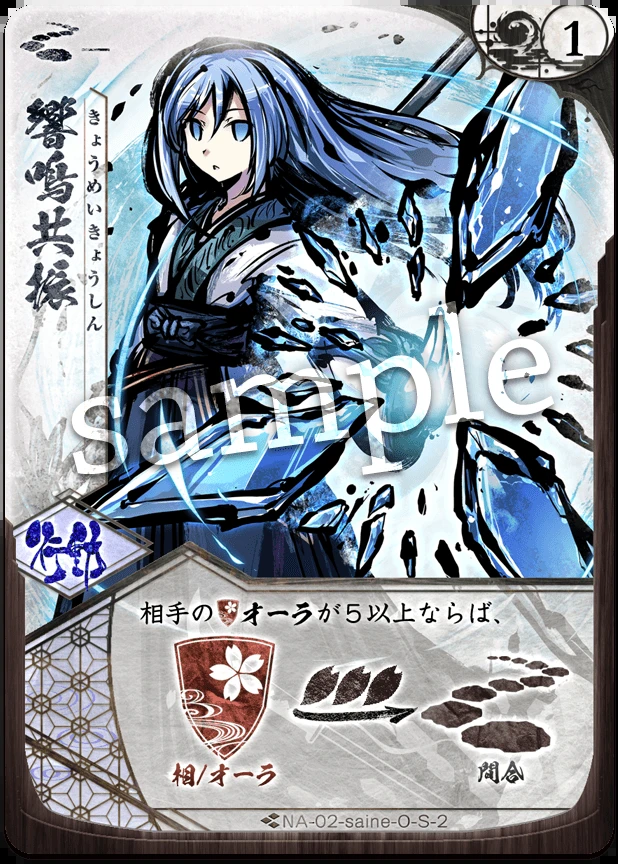 1
響鳴共振
きょうめいきょうしん
sample
行動
相手のオーラが5以上ならば、
相/オーラ
間合
NA-02-saine-O-S-2